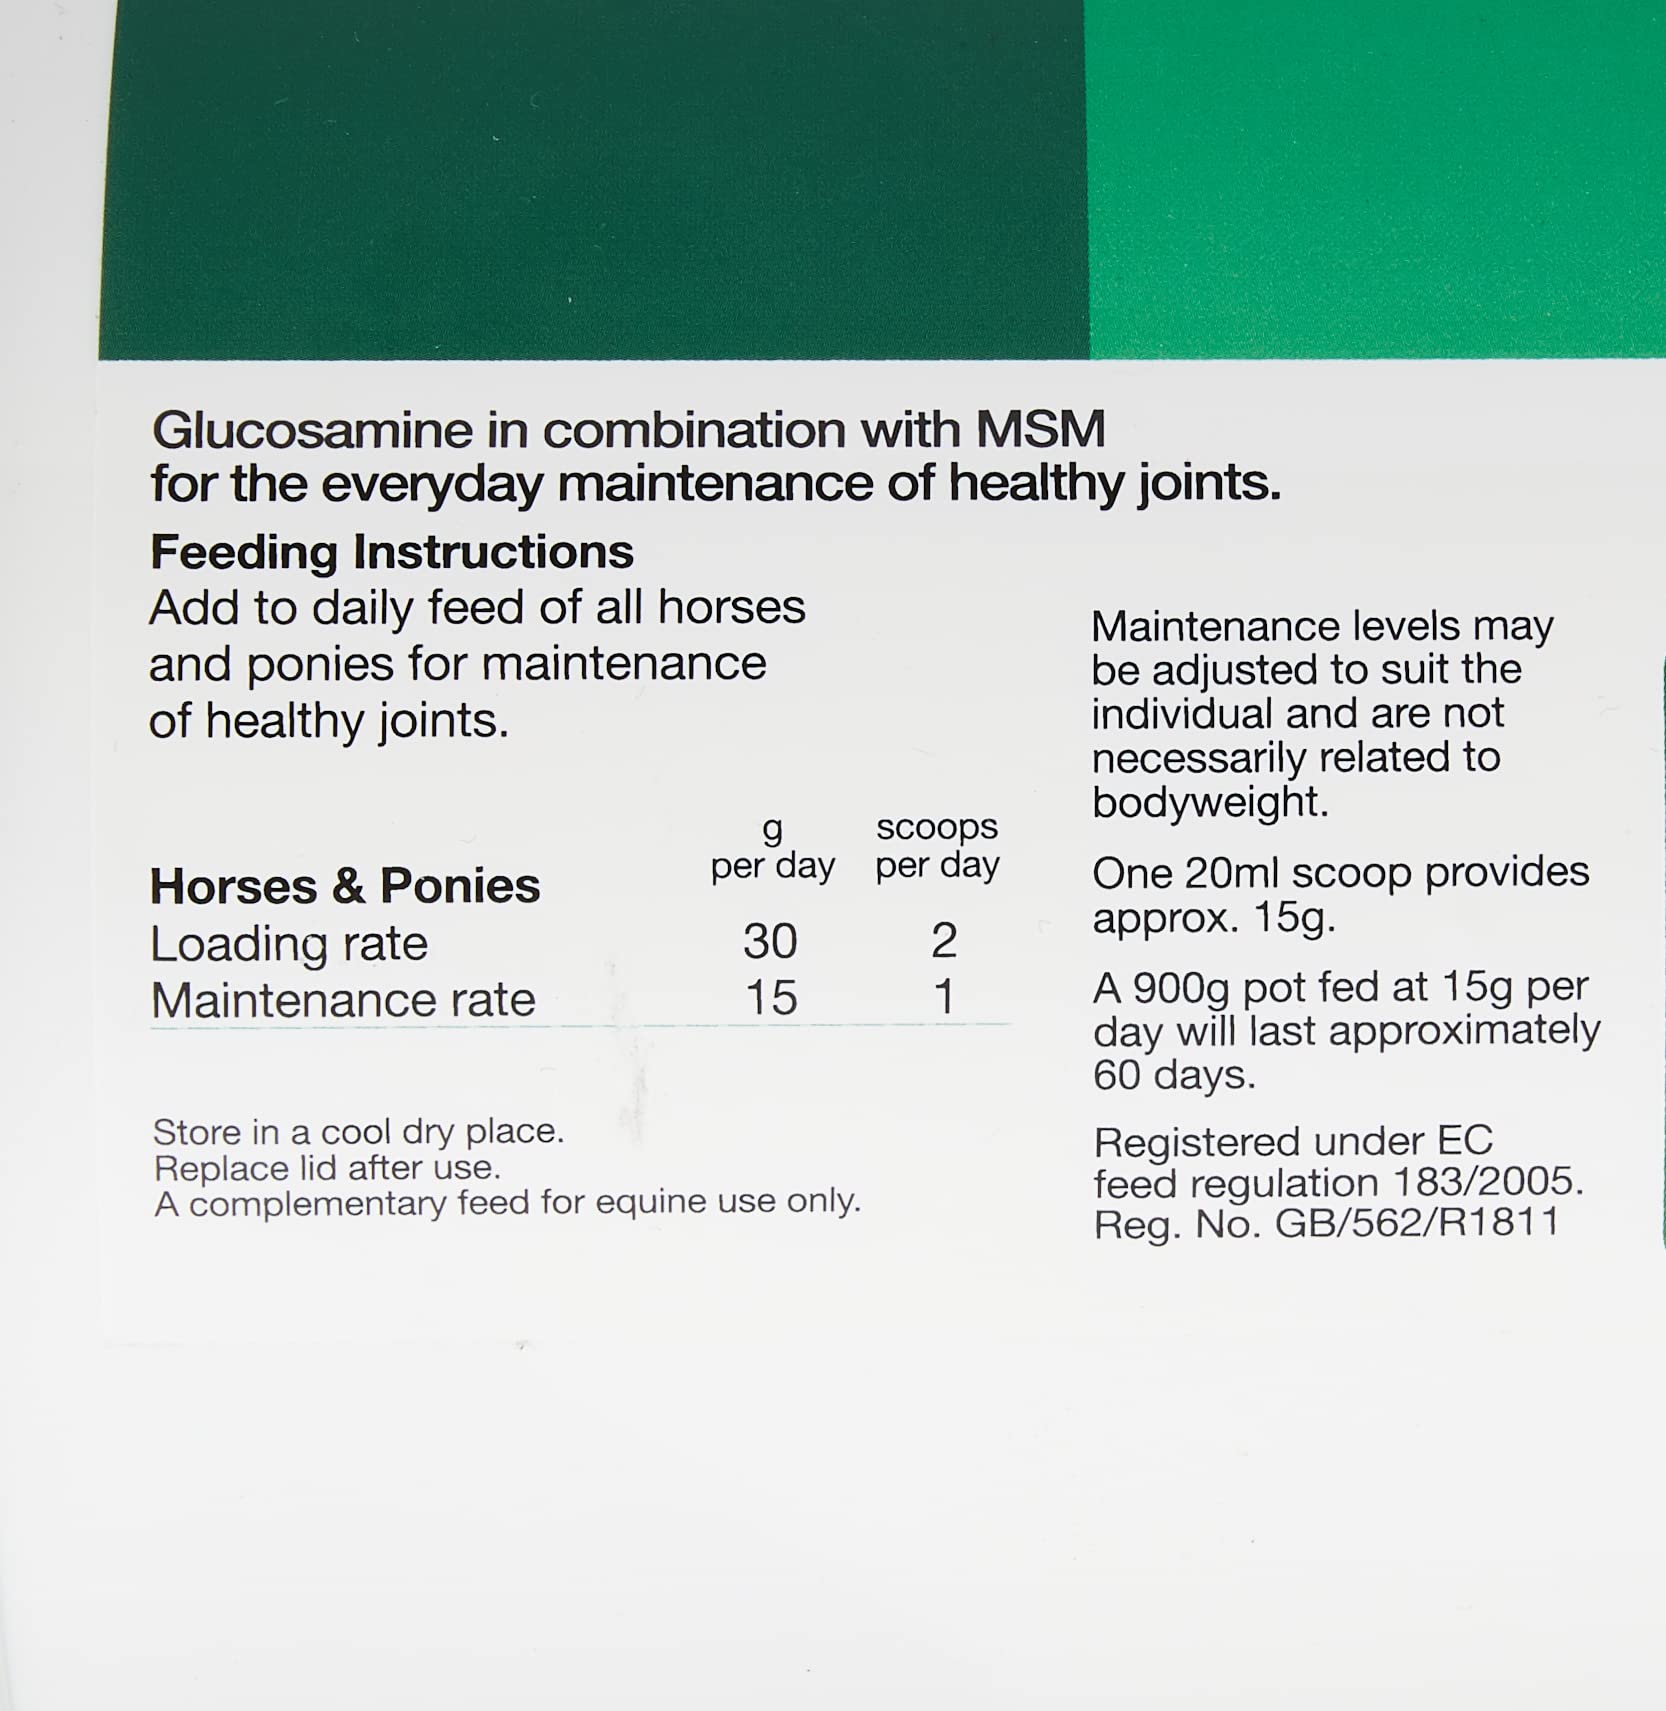 Glucosamine in combination with MSM
for the everyday maintenance of healthy joints.
Feeding Instructions
Add to daily feed of all horses
and ponies for maintenance
of healthy joints.
g scoops
per day per day
Horses & Ponies
Loading rate 30 2
Maintenance rate 15 1
Store in a cool dry place.
Replace lid after use.
A complementary feed for equine use only.
Maintenance levels may
be adjusted to suit the
individual and are not
necessarily related to
bodyweight.
One 20ml scoop provides
approx. 15g.
A 900g pot fed at 15g per
day will last approximately
60 days.
Registered under EC
feed regulation 183/2005.
Reg. No. GB/562/R1811